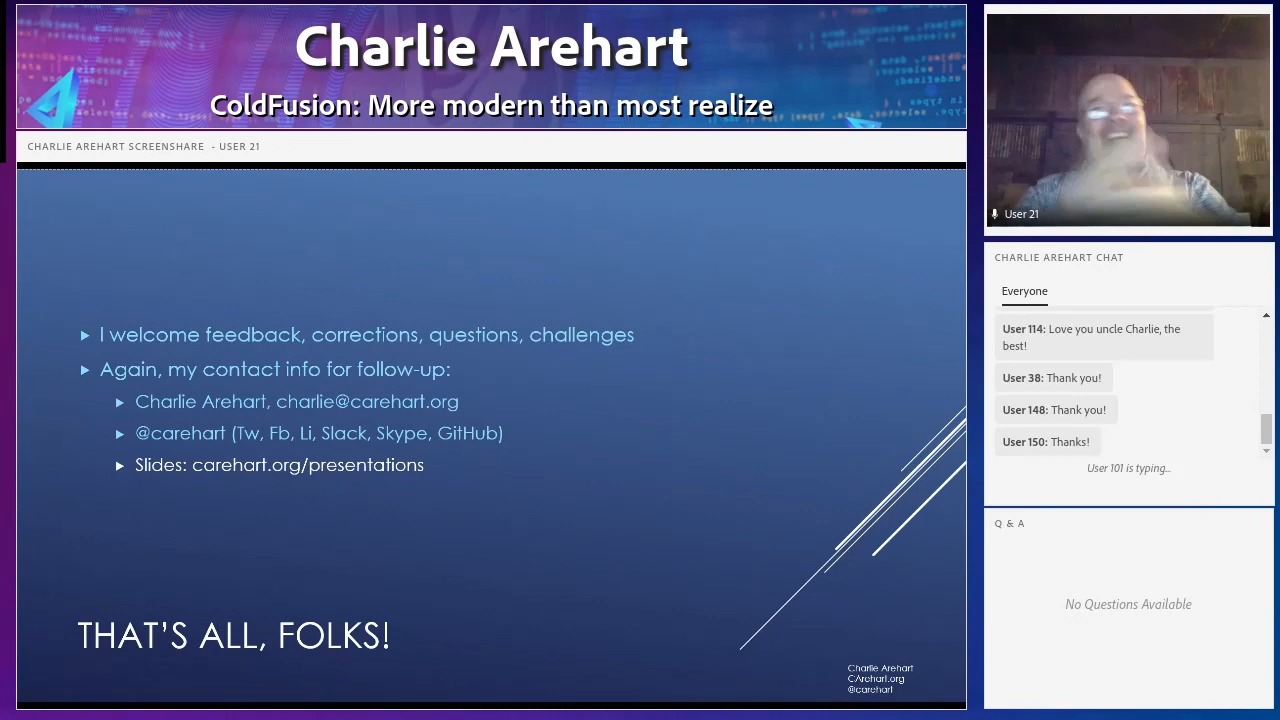 Charlie Arehart
ColdFusion: More modern than most realize
CHARLIE AREHART SCREENSHARE - USER 21
I welcome feedback, corrections, questions, challenges
Again, my contact info for follow-up:
Charlie Arehart, charlie@carehart.org
@carehart (Tw, Fb, Li, Slack, Skype, GitHub)
Slides: carehart.org/presentations
THAT'S ALL, FOLKS!
Charlie Arehart
CArehart.org
@carehart
User 21
CHARLIE AREHART CHAT
Everyone
User 114: Love you uncle Charlie, the
best!
User 38: Thank you!
User 148: Thank you!
User 150: Thanks!
User 101 is typing...
Q & A
No Questions Available